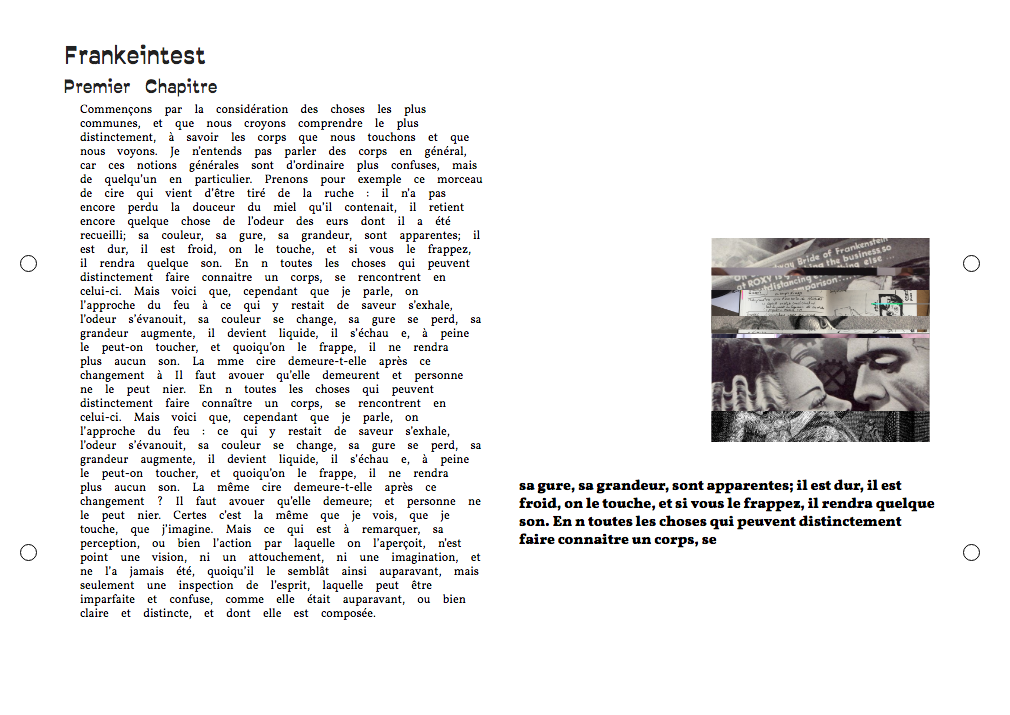 Frankeintest
Premier Chapitre
Commençons par la considération des choses les plus
communes, et que nous croyons comprendre le plus
distinctement, à savoir les corps que nous touchons et que
nous voyons. Je n'entends pas parler des corps en général,
car ces notions générales sont d'ordinaire plus confuses, mais
de quelqu'un en particulier. Prenons pour exemple ce morceau
de cire qui vient d'être tiré de la ruche : il n'a pas
encore perdu la douceur du miel qu'il contenait, il retient
encore quelque chose de l'odeur des eurs dont il a été
recueilli; sa couleur, sa gure, sa grandeur, sont apparentes; il
est dur, il est froid, on le touche, et si vous le frappez,
il rendra quelque son. En n toutes les choses qui peuvent
distinctement faire connaitre un corps, se rencontrent en
celui-ci. Mais voici que, cependant que je parle, on
l'approche du feu à ce qui y restait de saveur s'exhale,
l'odeur s'évanouit, sa couleur se change, sa gure se perd, sa
grandeur augmente, il devient liquide, il s'échau e, à peine
le peut-on toucher, et quoiqu'on le frappe, il ne rendra
plus aucun son. La mme cire demeure-t-elle après ce
changement à Il faut avouer qu'elle demeurent et personne
ne le peut nier. En n toutes les choses qui peuvent
distinctement faire connaître un corps, se rencontrent en
celui-ci. Mais voici que, cependant que je parle, on
l'approche du feu : ce qui y restait de saveur s'exhale,
l'odeur s'évanouit, sa couleur se change, sa gure se perd, sa
grandeur augmente, il devient liquide, il s'échau e, à peine
le peut-on toucher, et quoiqu'on le frappe, il ne rendra
plus aucun son. La même cire demeure-t-elle après ce
changement ? Il faut avouer qu'elle demeure; et personne ne
le peut nier. Certes c'est la même que je vois, que je
touche, que j'imagine. Mais ce qui est à remarquer, sa
perception, ou bien l'action par laquelle on l'aperçoit, n'est
point une vision, ni un attouchement, ni une imagination, et
ne l'a jamais été, quoiqu'il le semblât ainsi auparavant, mais
seulement une inspection de l'esprit, laquelle peut être
imparfaite et confuse, comme elle était auparavant, ou bien
claire et distincte, et dont elle est composée.
away Bride of Frankenstein
the business so
thing else ...
at ROXY
distancing
mparison
sa gure, sa grandeur, sont apparentes; il est dur, il est
froid, on le touche, et si vous le frappez, il rendra quelque
son. En n toutes les choses qui peuvent distinctement
faire connaitre un corps, se